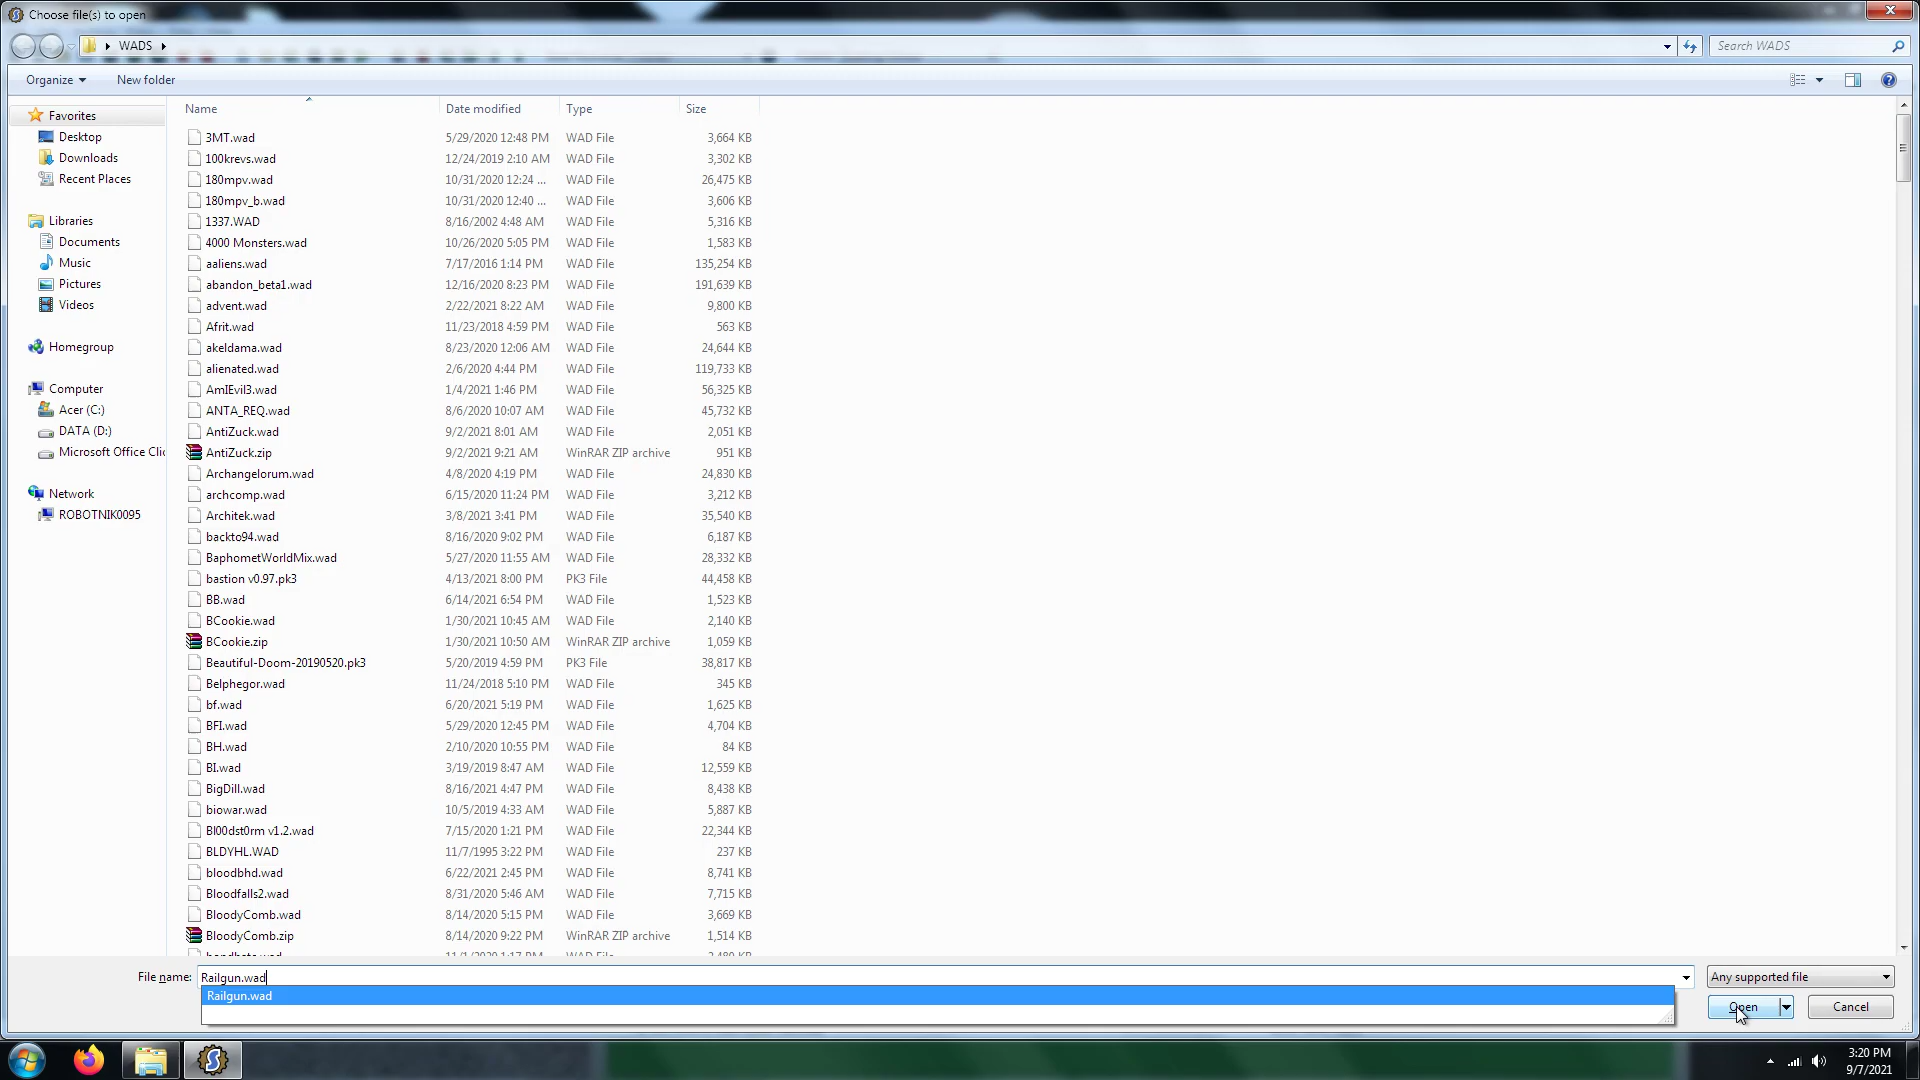 Choose file(s) to open
WADS
Search WADS
Organize
New folder
Name Date modified Type Size
Favorites
Desktop
Downloads
Recent Places
Libraries
Documents
Music
Pictures
Videos
Homegroup
Computer
Acer (C:)
DATA (D:)
Microsoft Office Clic
Network
ROBOTNIK0095
3MT.wad 5/29/2020 12:48 PM WAD File 3,664 KB
100krevs.wad 12/24/2019 2:10 AM WAD File 3,302 KB
180mpv.wad 10/31/2020 12:24 ... WAD File 26,475 KB
180mpv_b.wad 10/31/2020 12:40 ... WAD File 3,606 KB
1337.WAD 8/16/2002 4:48 AM WAD File 5,316 KB
4000 Monsters.wad 10/26/2020 5:05 PM WAD File 1,583 KB
aaliens.wad 7/17/2016 1:14 PM WAD File 135,254 KB
abandon_beta1.wad 12/16/2020 8:23 PM WAD File 191,639 KB
advent.wad 2/22/2021 8:22 AM WAD File 9,800 KB
Afrit.wad 11/23/2018 4:59 PM WAD File 563 KB
akeldama.wad 8/23/2020 12:06 AM WAD File 24,644 KB
alienated.wad 2/6/2020 4:44 PM WAD File 119,733 KB
AmIEvil3.wad 1/4/2021 1:46 PM WAD File 56,325 KB
ANTA_REQ.wad 8/6/2020 10:07 AM WAD File 45,732 KB
AntiZuck.wad 9/2/2021 8:01 AM WAD File 2,051 KB
AntiZuck.zip 9/2/2021 9:21 AM WinRAR ZIP archive 951 KB
Archangelorum.wad 4/8/2020 4:19 PM WAD File 24,830 KB
archcomp.wad 6/15/2020 11:24 PM WAD File 3,212 KB
Architek.wad 3/8/2021 3:41 PM WAD File 35,540 KB
backto94.wad 8/16/2020 9:02 PM WAD File 6,187 KB
BaphometWorldMix.wad 5/27/2020 11:55 AM WAD File 28,332 KB
bastion v0.97.pk3 4/13/2021 8:00 PM PK3 File 44,458 KB
BB.wad 6/14/2021 6:54 PM WAD File 1,523 KB
BCookie.wad 1/30/2021 10:45 AM WAD File 2,140 KB
BCookie.zip 1/30/2021 10:50 AM WinRAR ZIP archive 1,059 KB
Beautiful-Doom-20190520.pk3 5/20/2019 4:59 PM PK3 File 38,817 KB
Belphegor.wad 11/24/2018 5:10 PM WAD File 345 KB
bf.wad 6/20/2021 5:19 PM WAD File 1,625 KB
BFI.wad 5/29/2020 12:45 PM WAD File 4,704 KB
BH.wad 2/10/2020 10:55 PM WAD File 84 KB
BI.wad 3/19/2019 8:47 AM WAD File 12,559 KB
BigDill.wad 8/16/2021 4:47 PM WAD File 8,438 KB
biowar.wad 10/5/2019 4:33 AM WAD File 5,887 KB
Bl00dst0rm v1.2.wad 7/15/2020 1:21 PM WAD File 22,344 KB
BLDYHL.WAD 11/7/1995 3:22 PM WAD File 237 KB
bloodbhd.wad 6/22/2021 2:45 PM WAD File 8,741 KB
Bloodfalls2.wad 8/31/2020 5:46 AM WAD File 7,715 KB
BloodyComb.wad 8/14/2020 5:15 PM WAD File 3,669 KB
BloodyComb.zip 8/14/2020 9:22 PM WinRAR ZIP archive 1,514 KB
File name: Railgun.wad
Any supported file
Railgun.wad
Open
Cancel
3:20 PM
9/7/2021